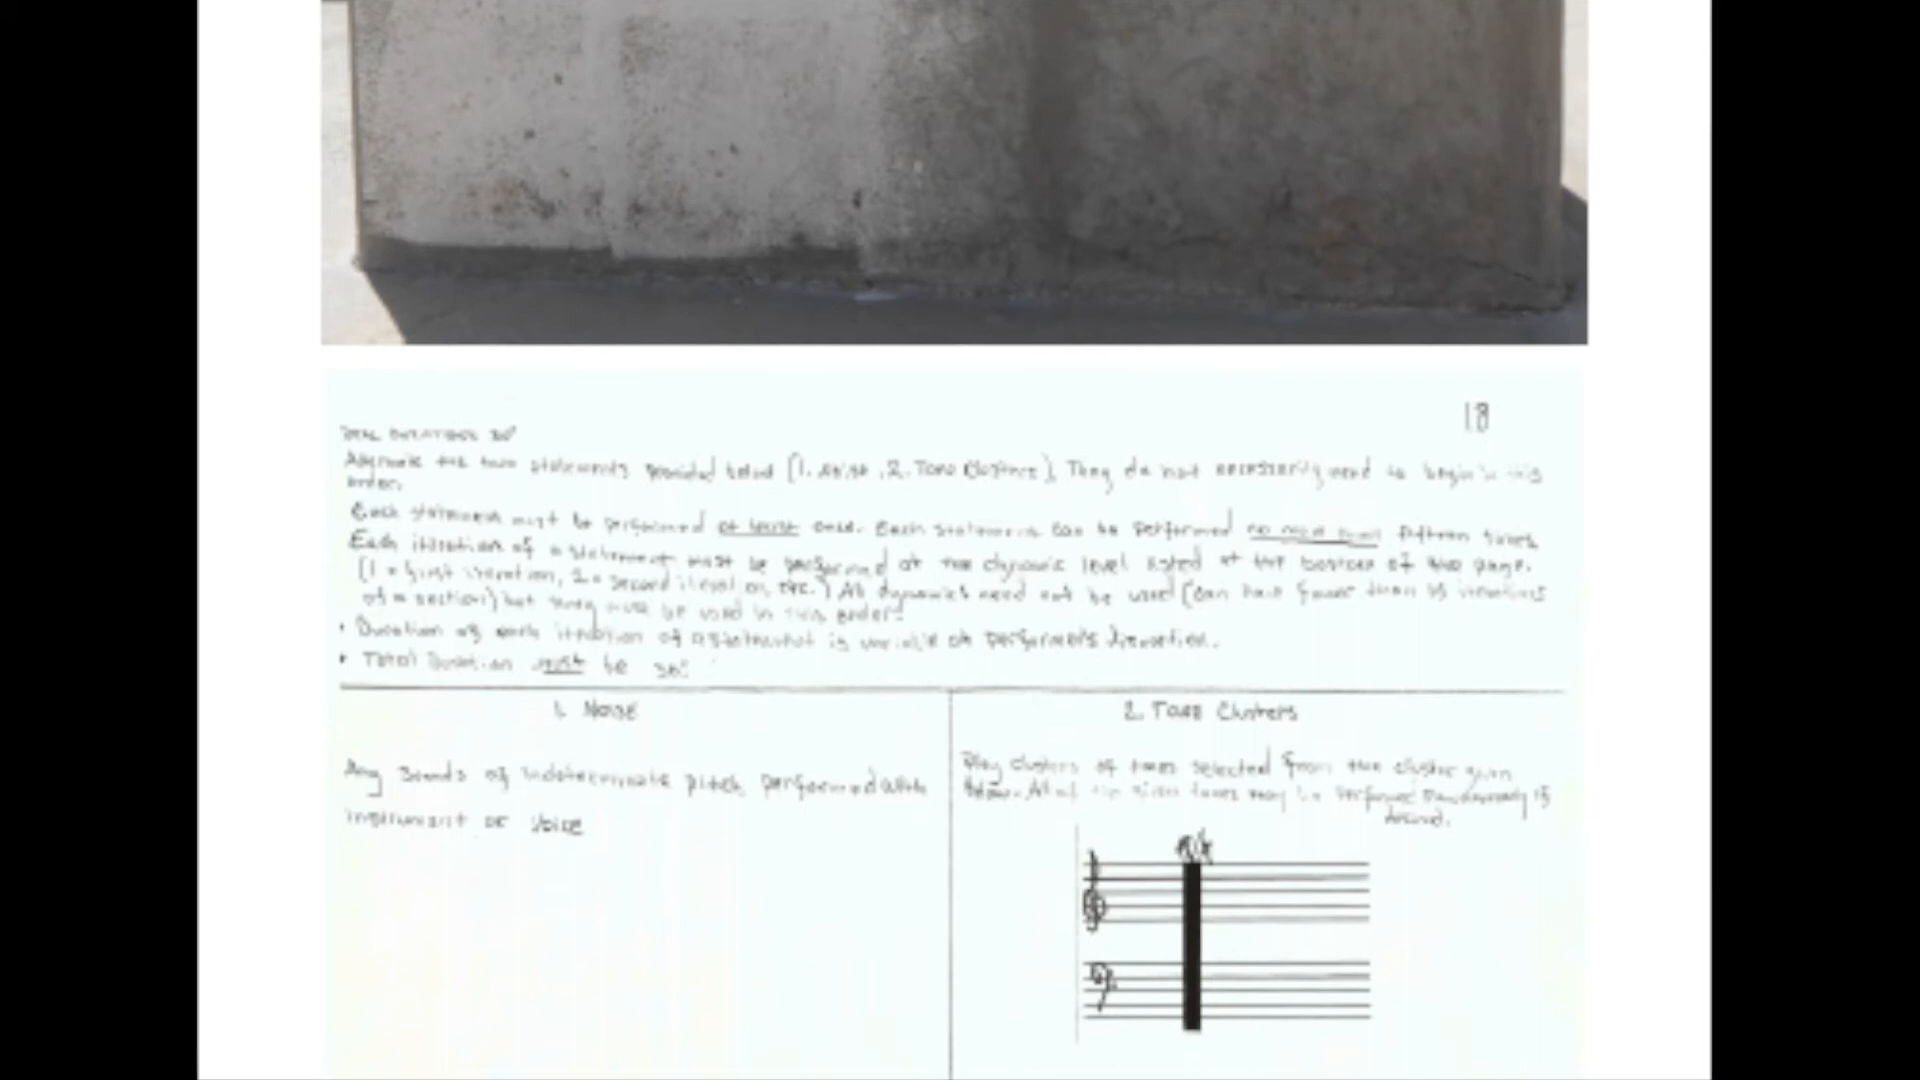 18
Total Duration 30"
Alternate the two statements provided below (1. Noise, 2. Tone Clusters). They do not necessarily need to begin in this
order.
Each statement must be performed at least once. Each statement can be performed no more than fifteen times
Each iteration of a statement must be performed at the dynamic level listed at the bottom of the page.
(1 = first iteration, 2 = second iteration, etc.) All dynamics need not be used (can have fewer than 15 iterations
of a section) but they must be used in this order!
• Duration of each iteration of a statement is variable at performer's discretion.
• Total Duration must be 30"
1. Noise
Any sounds of indeterminate pitch performed with
instrument or voice
2. Tone Clusters
Play clusters of tones selected from the cluster given
below. All of the given tones may be performed simultaneously if
desired.